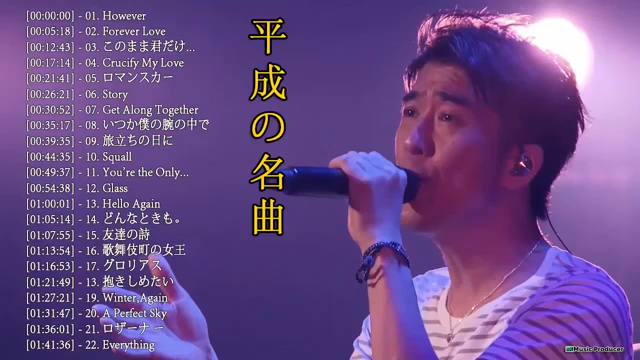 [00:00:00] - 01. However
[00:05:18] - 02. Forever Love
[00:12:43] - 03. このまま君だけ...
[00:17:14] - 04. Crucify My Love
[00:21:41] - 05. ロマンスカー
[00:26:21] - 06. Story
[00:30:52] - 07. Get Along Together
[00:35:17] - 08. いつか僕の腕の中で
[00:39:35] - 09. 旅立ちの日に
[00:44:35] - 10. Squall
[00:49:37] - 11. You're the Only...
[00:54:38] - 12. Glass
[01:00:01] - 13. Hello Again
[01:05:14] - 14. どんなときも。
[01:07:55] - 15. 友達の詩
[01:13:54] - 16. 歌舞伎町の女王
[01:16:53] - 17. グロリアス
[01:21:49] - 13. 抱きしめたい
[01:27:21] - 19. Winter,Again
[01:31:47] - 20. A Perfect Sky
[01:36:01] - 21. ロザーナ ー
[01:41:36] - 22. Everything
平成の名曲
Music Producer